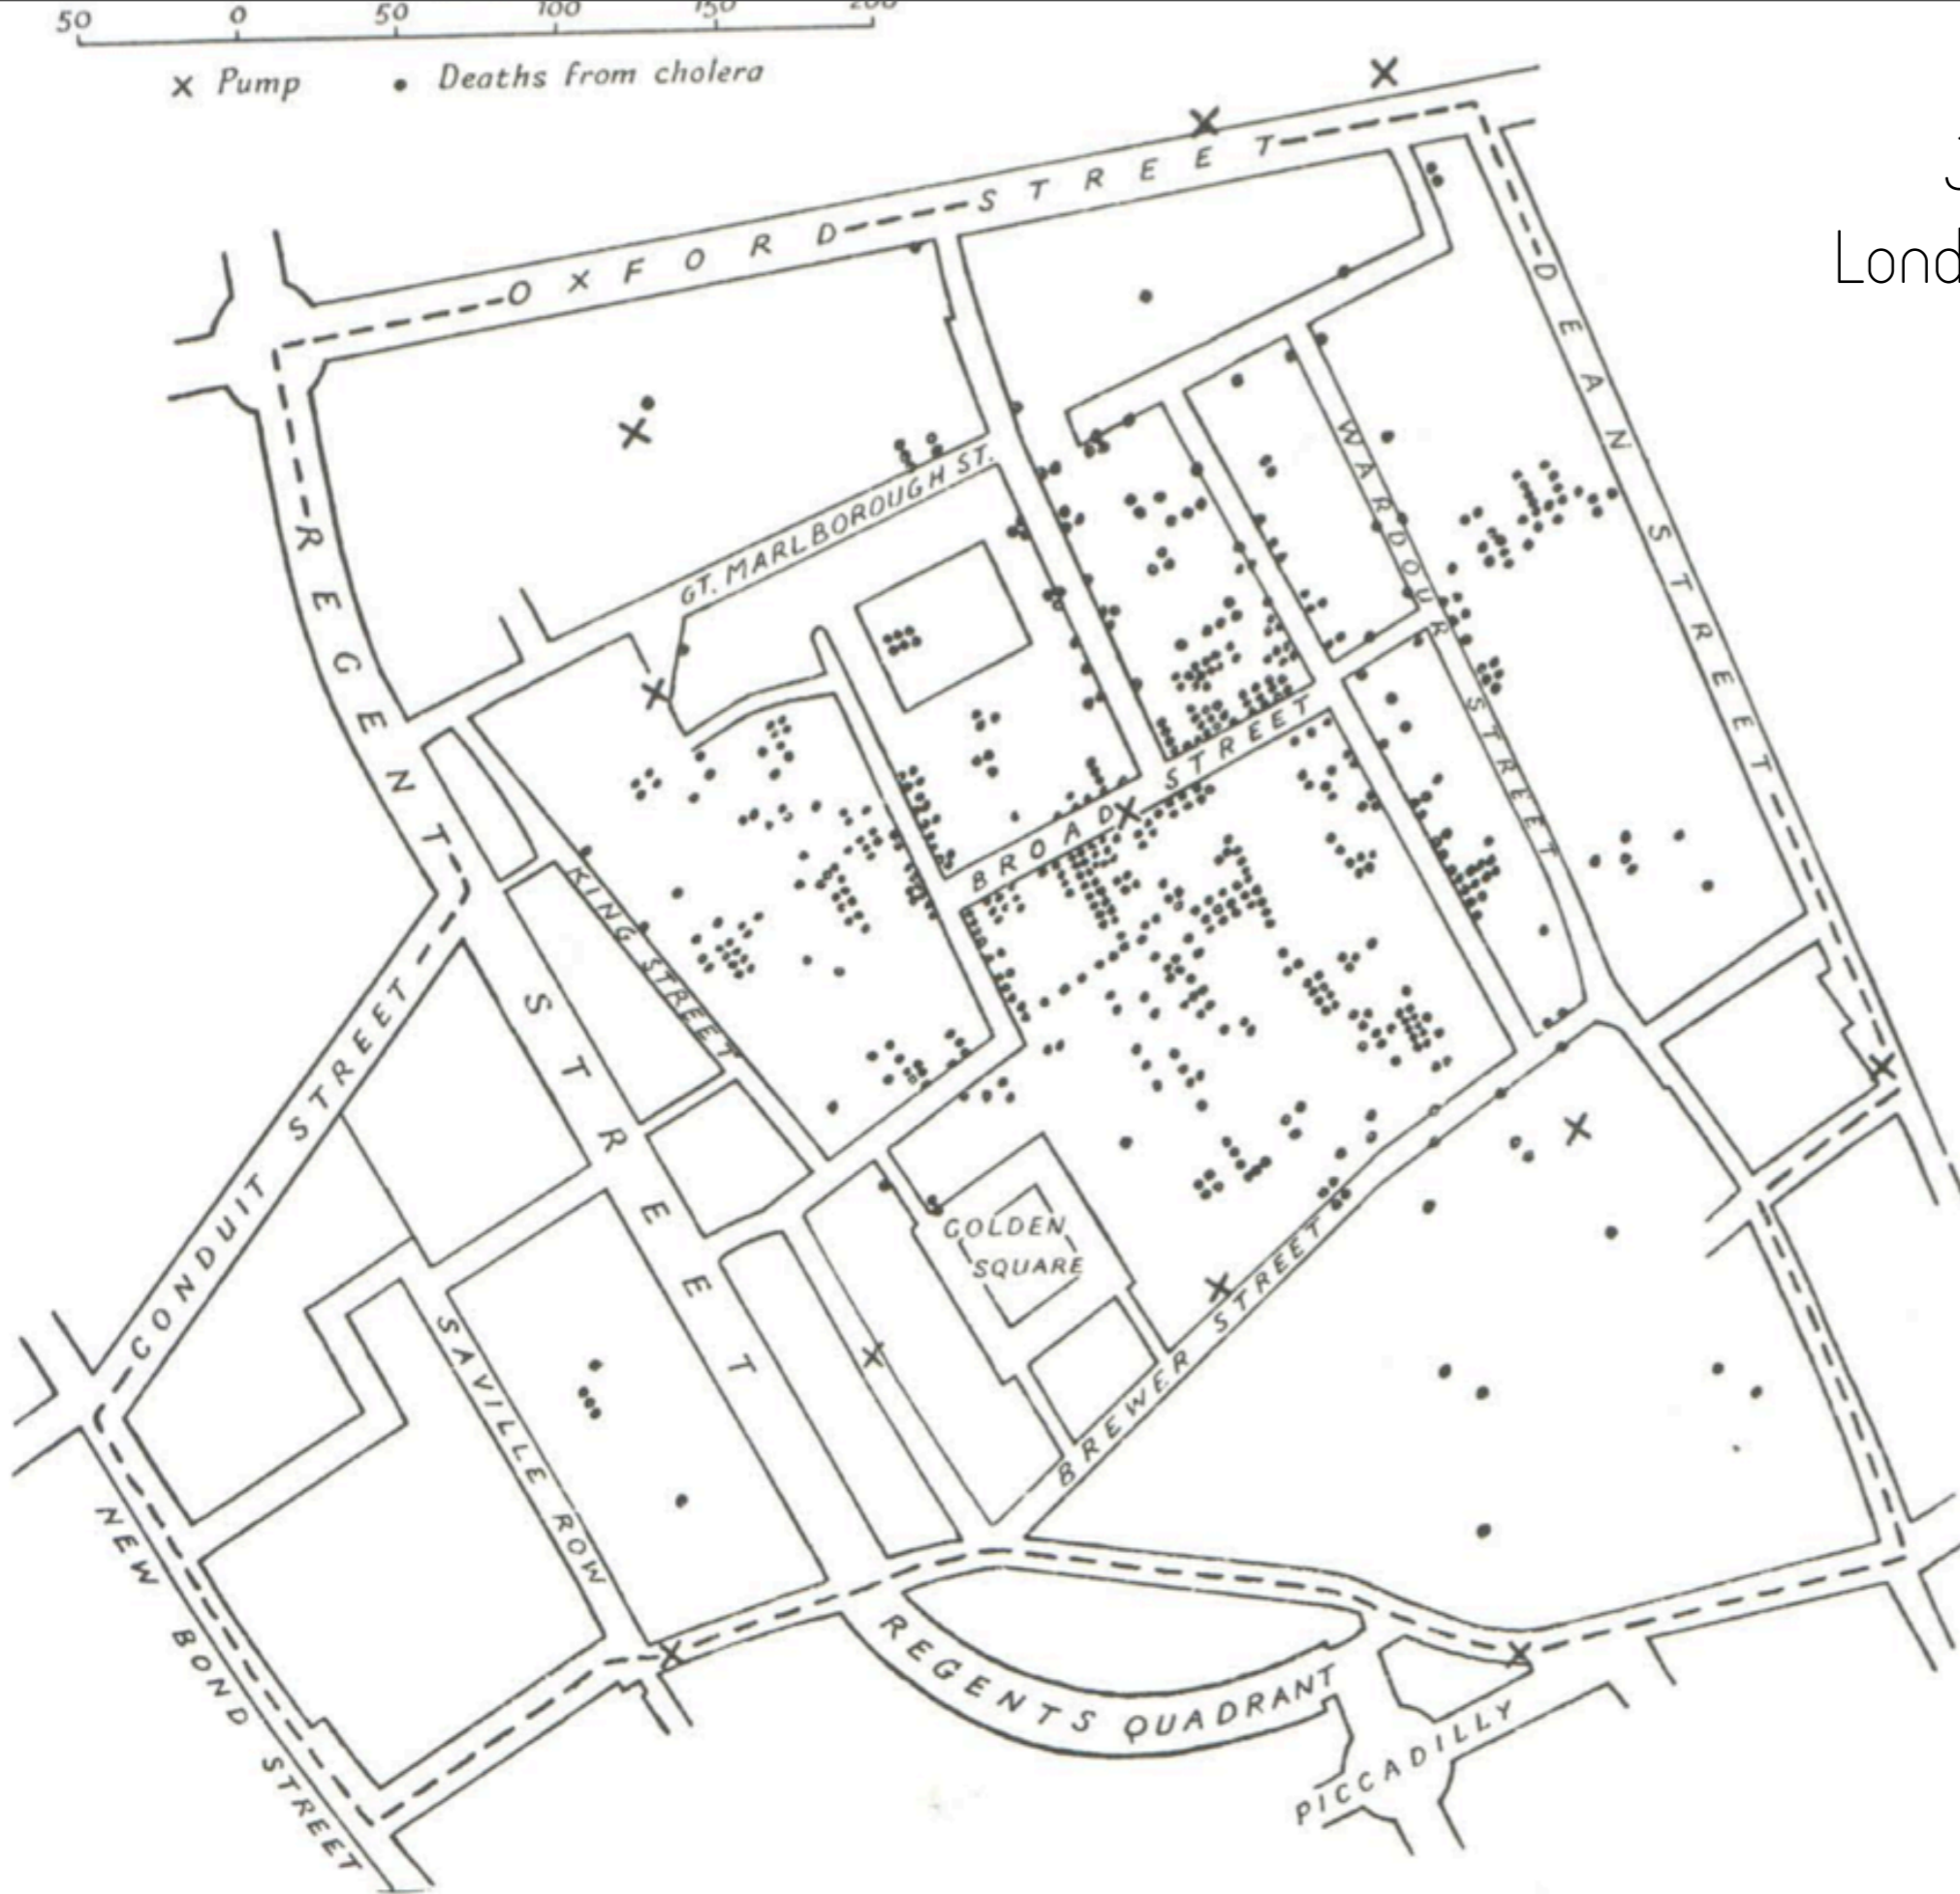 50 0 50 100 150 200
x Pump • Deaths from cholera
Lond
OXFORD STREET
DEAN STREET
REGENT STREET
WARDOUR STREET
GT. MARLBOROUGH ST.
BROAD STREET
KING STREET
CONDUIT STREET
GOLDEN
SQUARE
BREWER STREET
SAVILLE ROW
NEW BOND STREET
REGENTS QUADRANT
PICCADILLY